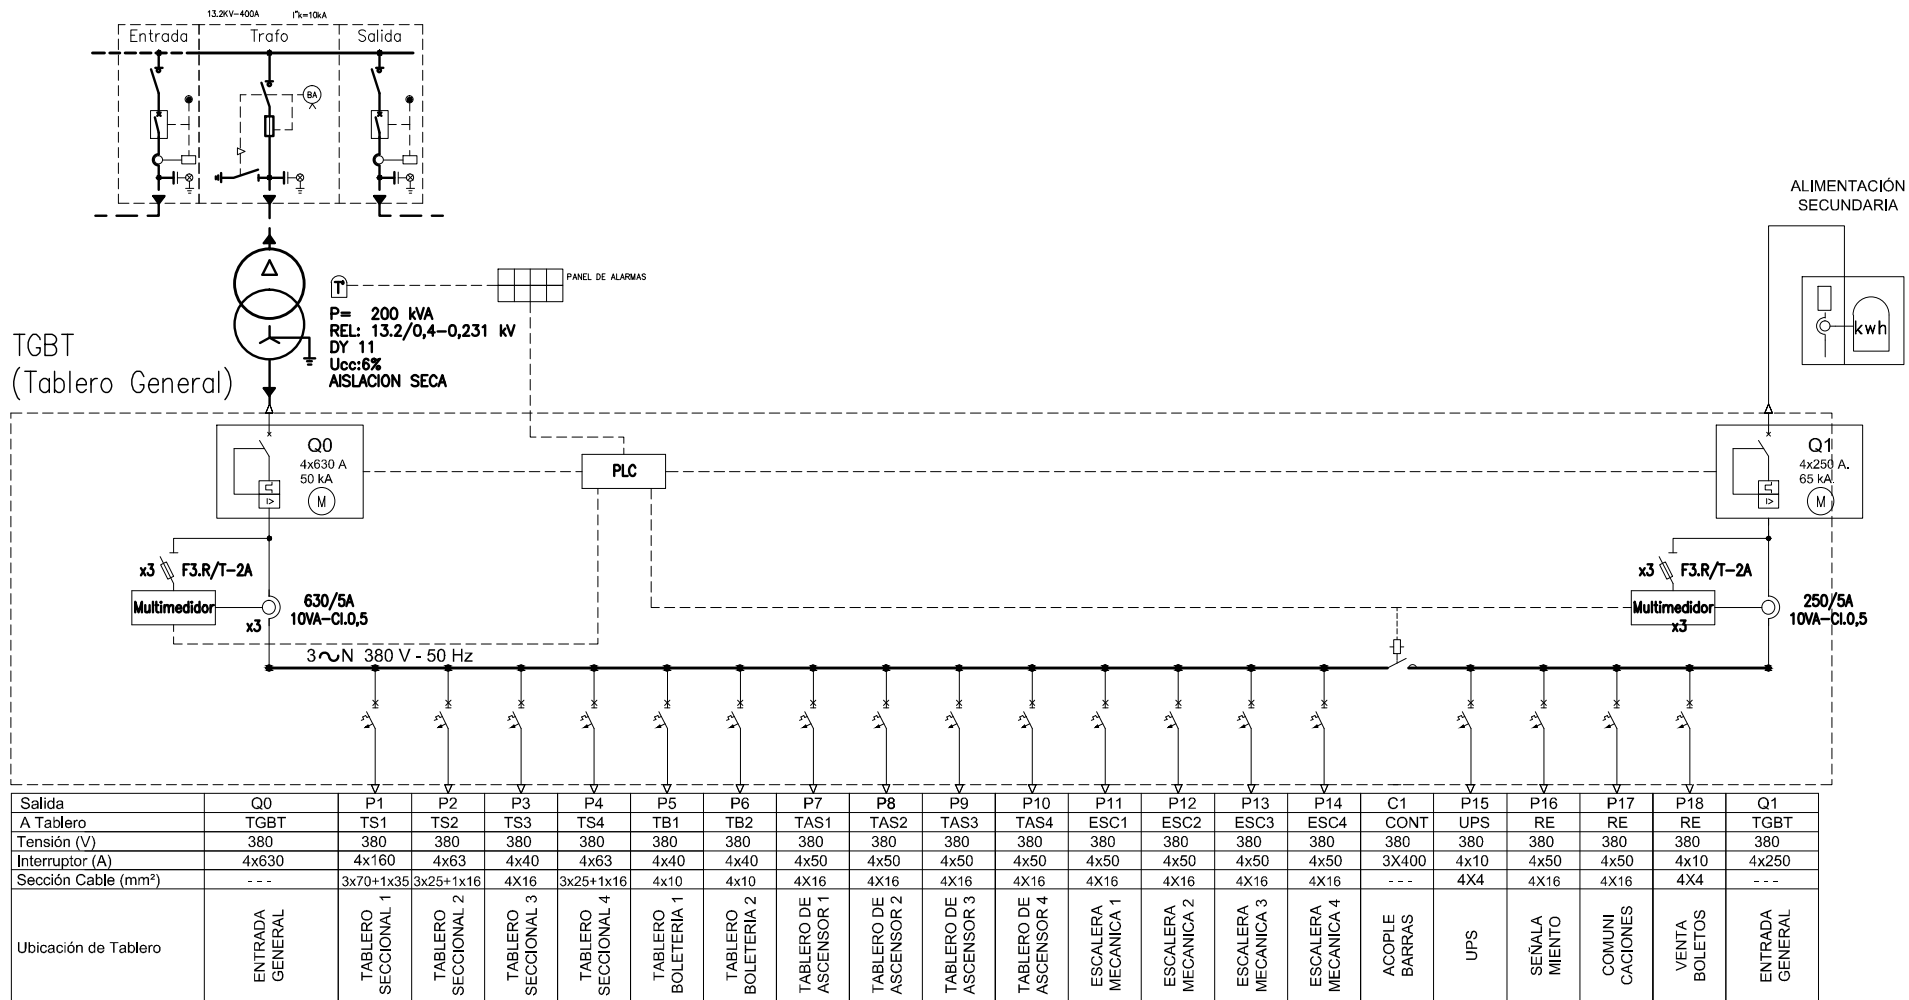 13.2KV-400A I"k=10kA
Entrada Trafo Salida
BA
ALIMENTACIÓN
SECUNDARIA
kwh
T°
PANEL DE ALARMAS
P= 200 kVA
REL: 13.2/0,4-0,231 kV
DY 11
Ucc:6%
AISLACION SECA
TGBT
(Tablero General)
Q0
4x630 A
50 kA
I>
M
PLC
Q1
4x250 A.
65 kA
I>
M
x3 F3.R/T-2A
Multimedidor
x3
630/5A
10VA-Cl.0,5
x3 F3.R/T-2A
Multimedidor
x3
250/5A
10VA-Cl.0,5
3~N 380 V - 50 Hz
Salida Q0 P1 P2 P3 P4 P5 P6 P7 P8 P9 P10 P11 P12 P13 P14 C1 P15 P16 P17 P18 Q1
A Tablero TGBT TS1 TS2 TS3 TS4 TB1 TB2 TAS1 TAS2 TAS3 TAS4 ESC1 ESC2 ESC3 ESC4 CONT UPS RE RE RE TGBT
Tensión (V) 380 380 380 380 380 380 380 380 380 380 380 380 380 380 380 380 380 380 380 380 380
Interruptor (A) 4x630 4x160 4x63 4x40 4x63 4x40 4x40 4x50 4x50 4x50 4x50 4x50 4x50 4x50 4x50 3X400 4x10 4x50 4x50 4x10 4x250
Sección Cable (mm²) --- 3x70+1x35 3x25+1x16 4X16 3x25+1x16 4x10 4x10 4X16 4X16 4X16 4X16 4X16 4X16 4X16 4X16 --- 4X4 4X16 4X16 4X4 ---
Ubicación de Tablero
ENTRADA
GENERAL
TABLERO
SECCIONAL 1
TABLERO
SECCIONAL 2
TABLERO
SECCIONAL 3
TABLERO
SECCIONAL 4
TABLERO
BOLETERIA 1
TABLERO
BOLETERIA 2
TABLERO DE
ASCENSOR 1
TABLERO DE
ASCENSOR 2
TABLERO DE
ASCENSOR 3
TABLERO DE
ASCENSOR 4
ESCALERA
MECANICA 1
ESCALERA
MECANICA 2
ESCALERA
MECANICA 3
ESCALERA
MECANICA 4
ACOPLE
BARRAS
UPS
SEÑALA
MIENTO
COMUNI
CACIONES
VENTA
BOLETOS
ENTRADA
GENERAL